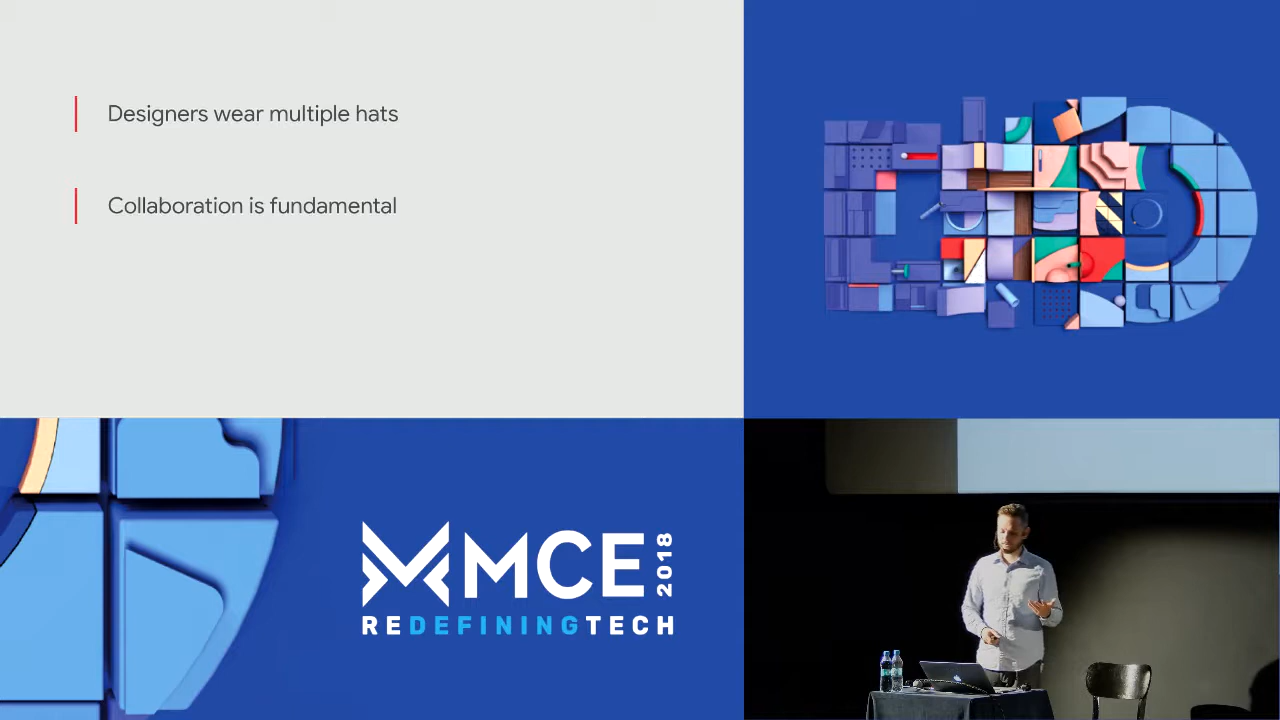 Designers wear multiple hats
Collaboration is fundamental
MCE 2018
REDEFININGTECH